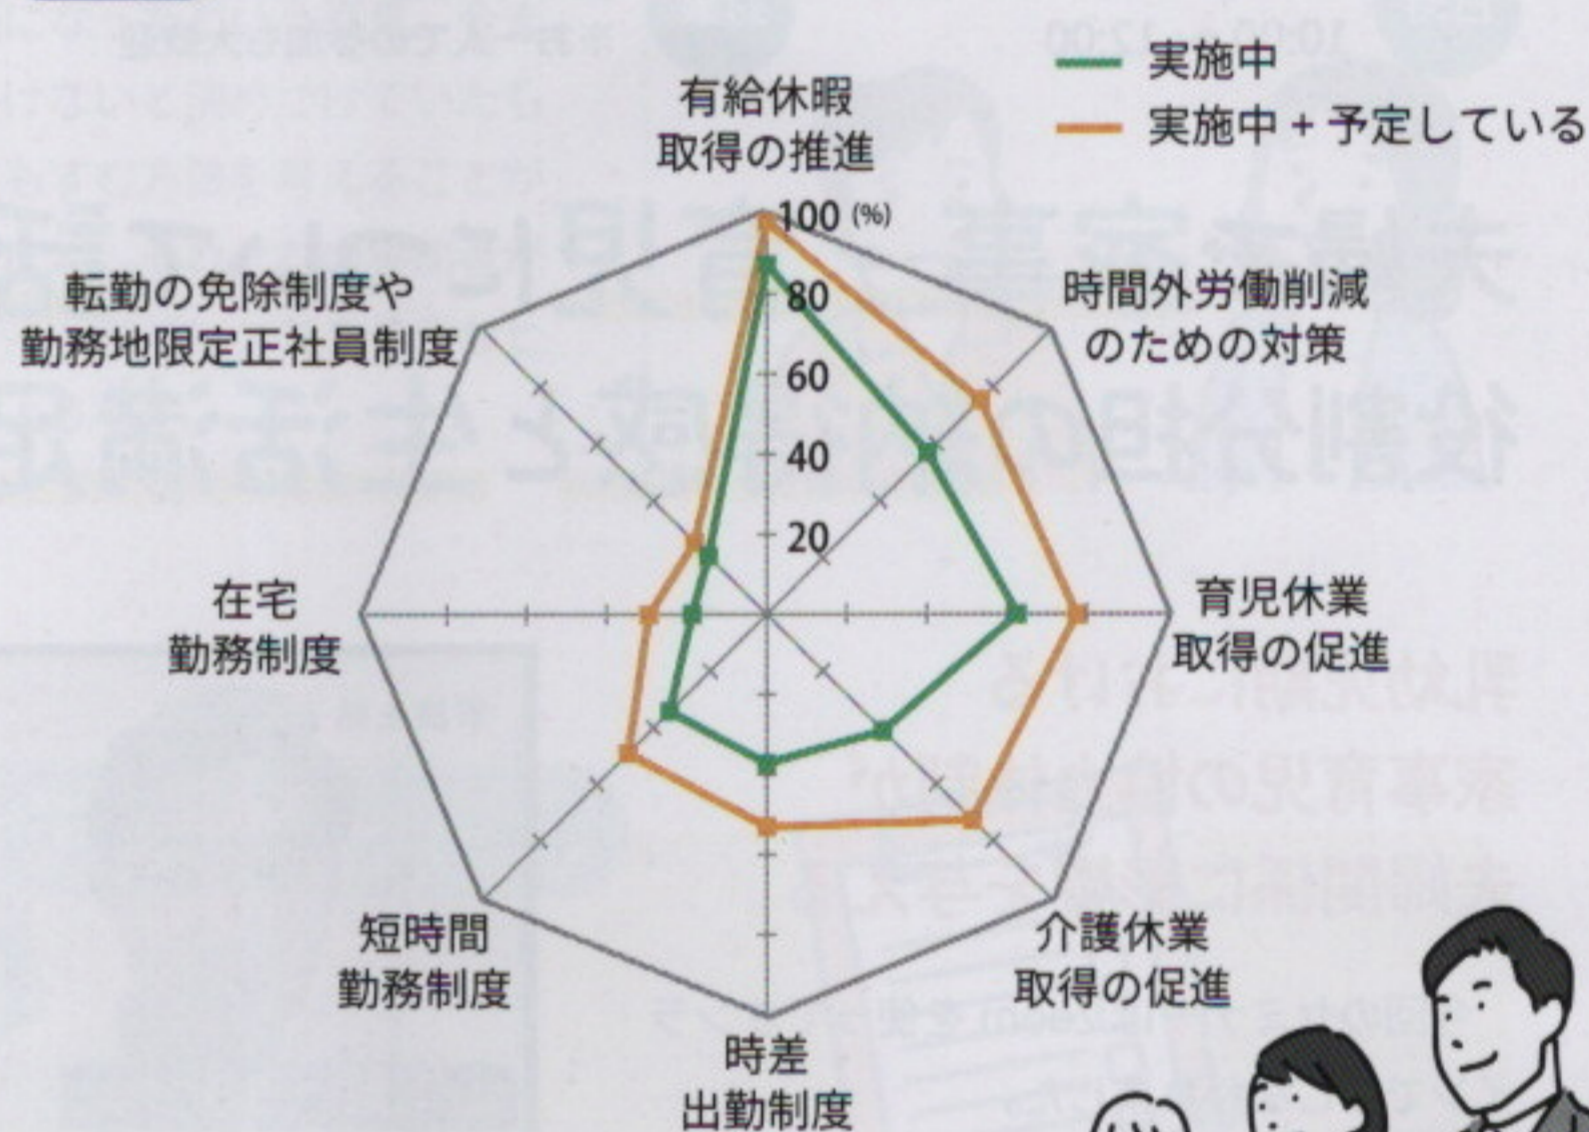 実施中
実施中 + 予定している
有給休暇
取得の推進
100 (%)
80
60
40
20
時間外労働削減
のための対策
育児休業
取得の促進
介護休業
取得の促進
時差
出勤制度
短時間
勤務制度
在宅
勤務制度
転勤の免除制度や
勤務地限定正社員制度